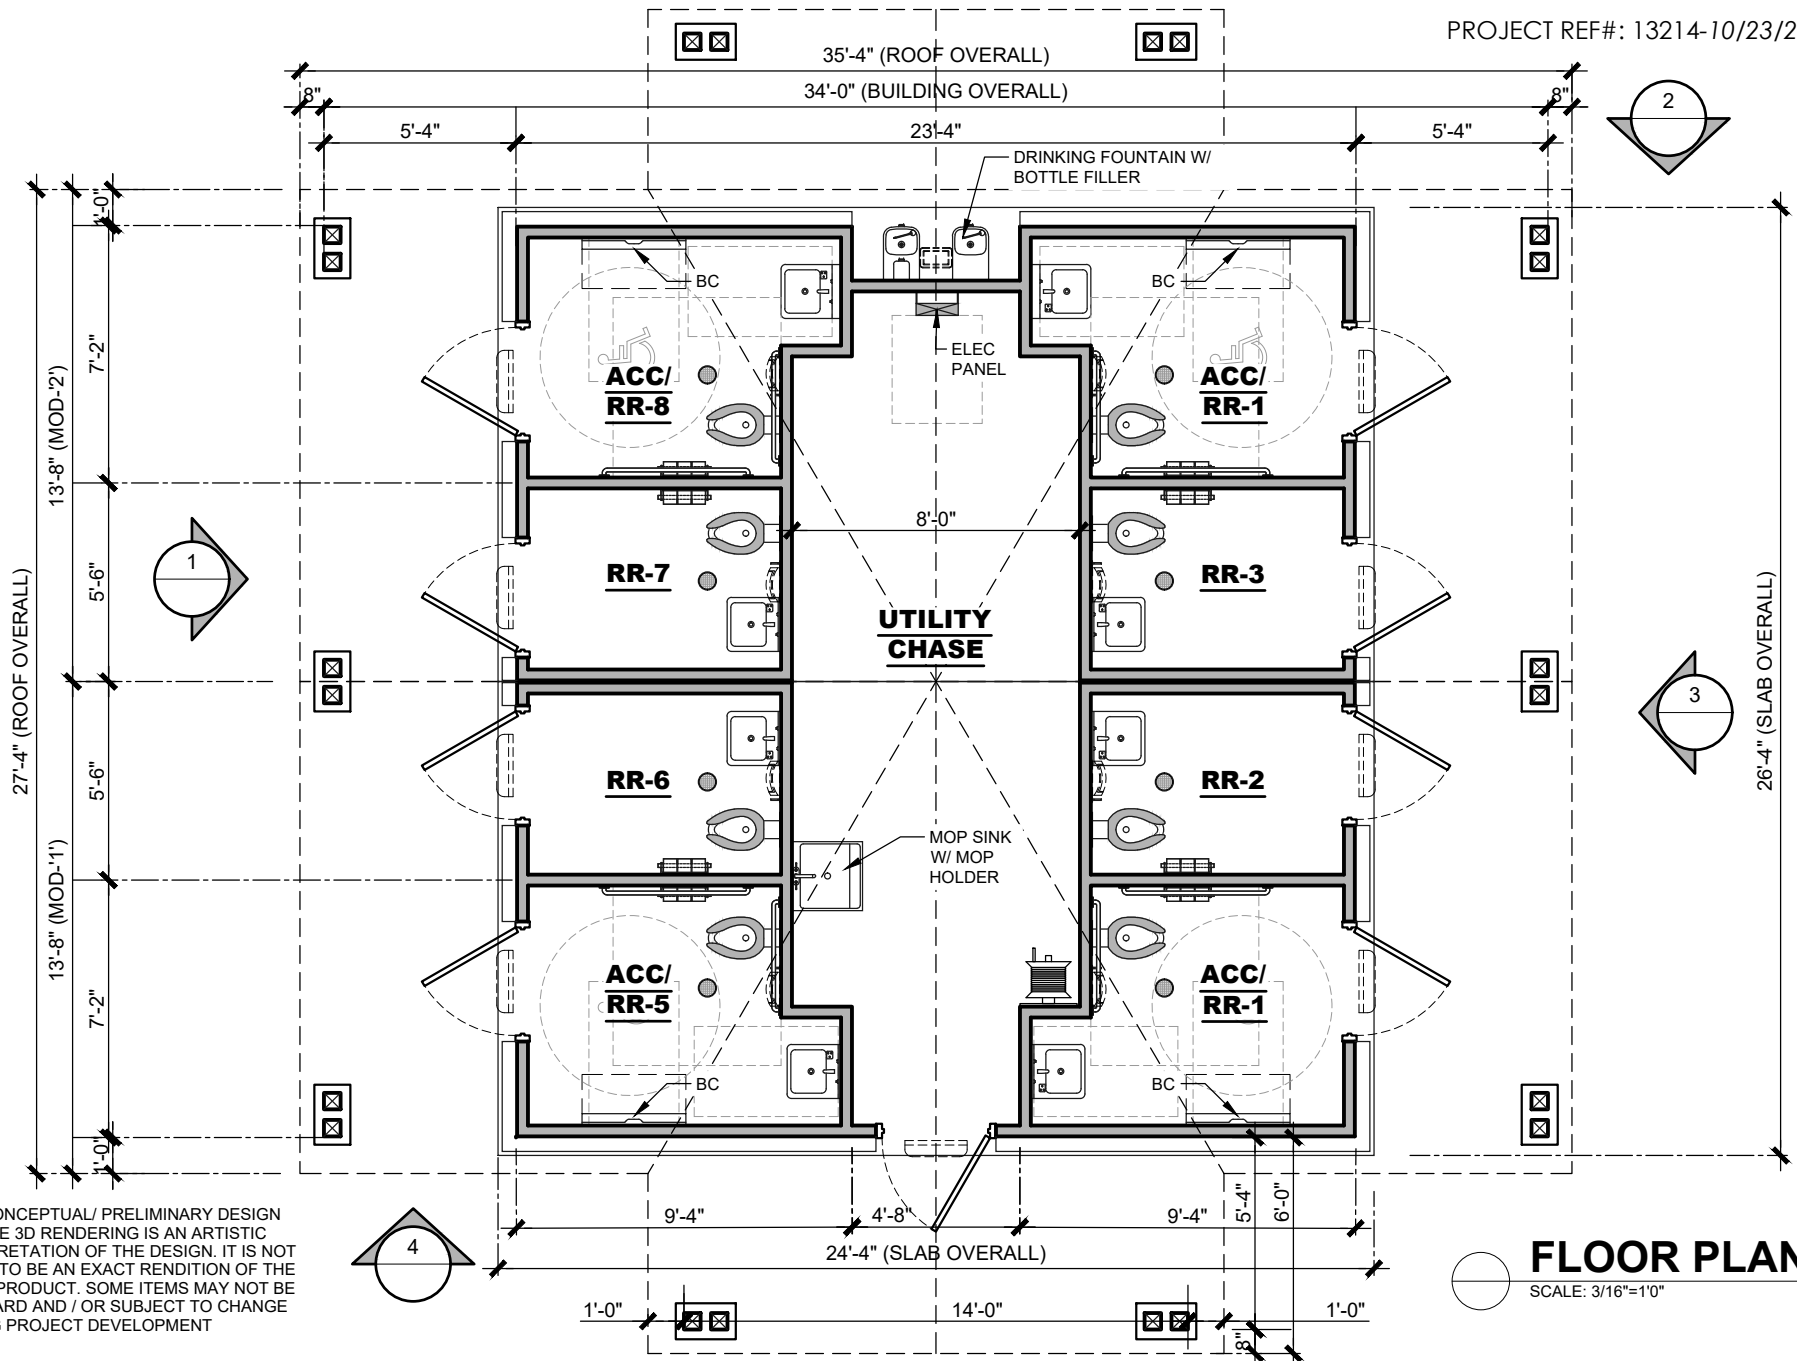 PROJECT REF#: 13214-10/23/2
35'-4" (ROOF OVERALL)
8"
34'-0" (BUILDING OVERALL)
8"
2
5'-4"
23'-4"
5'-4"
DRINKING FOUNTAIN W/
BOTTLE FILLER
1'-0"
BC
BC
ELEC
PANEL
7'-2"
ACC/
RR-8
ACC/
RR-1
13'-8" (MOD-'2')
8'-0"
1
5'-6"
RR-7
RR-3
UTILITY
CHASE
27'-4" (ROOF OVERALL)
26'-4" (SLAB OVERALL)
3
5'-6"
RR-6
RR-2
MOP SINK
W/ MOP
HOLDER
13'-8" (MOD-'1')
7'-2"
ACC/
RR-5
ACC/
RR-1
BC
BC
1'-0"
9'-4"
4'-8"
9'-4"
5'-4"
6'-0"
24'-4" (SLAB OVERALL)
4
ONCEPTUAL/ PRELIMINARY DESIGN
E 3D RENDERING IS AN ARTISTIC
RETATION OF THE DESIGN. IT IS NOT
TO BE AN EXACT RENDITION OF THE
PRODUCT. SOME ITEMS MAY NOT BE
ARD AND / OR SUBJECT TO CHANGE
G PROJECT DEVELOPMENT
1'-0"
14'-0"
1'-0"
8"
FLOOR PLAN
SCALE: 3/16"=1'0"